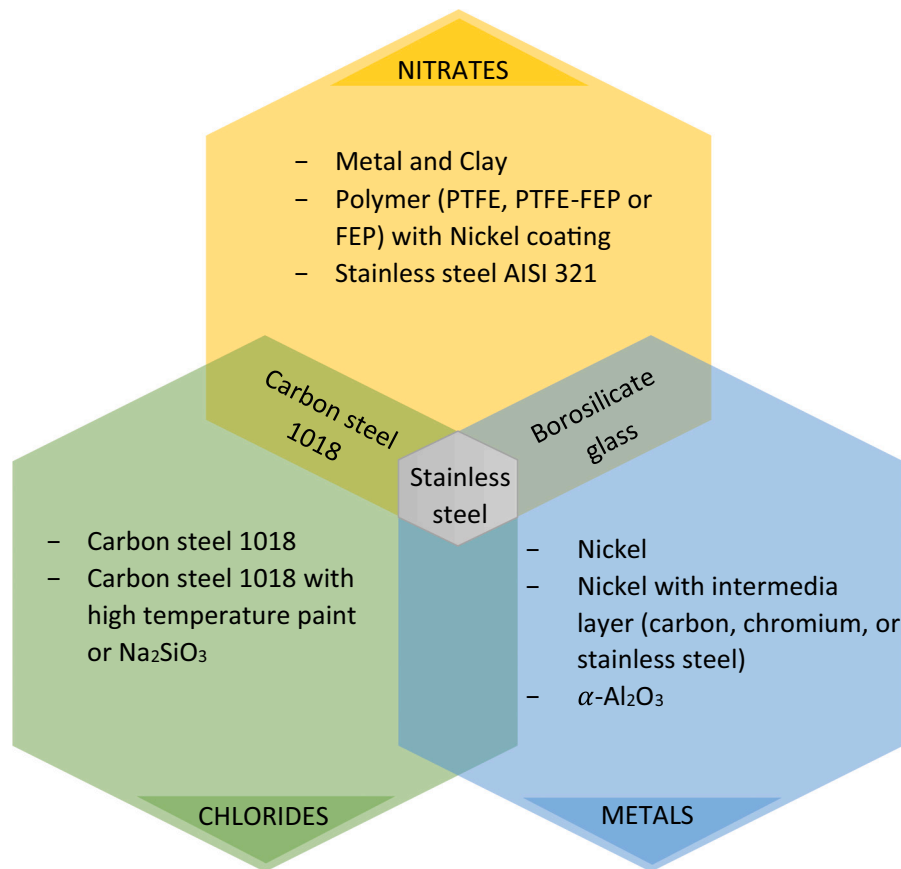 NITRATES
− Metal and Clay
− Polymer (PTFE, PTFE-FEP or
FEP) with Nickel coating
− Stainless steel AISI 321
Carbon steel
1018
Borosilicate
glass
Stainless
steel
− Carbon steel 1018
− Carbon steel 1018 with
high temperature paint
or Na₂SiO₃
− Nickel
− Nickel with intermedia
layer (carbon, chromium, or
stainless steel)
− α-Al₂O₃
CHLORIDES
METALS